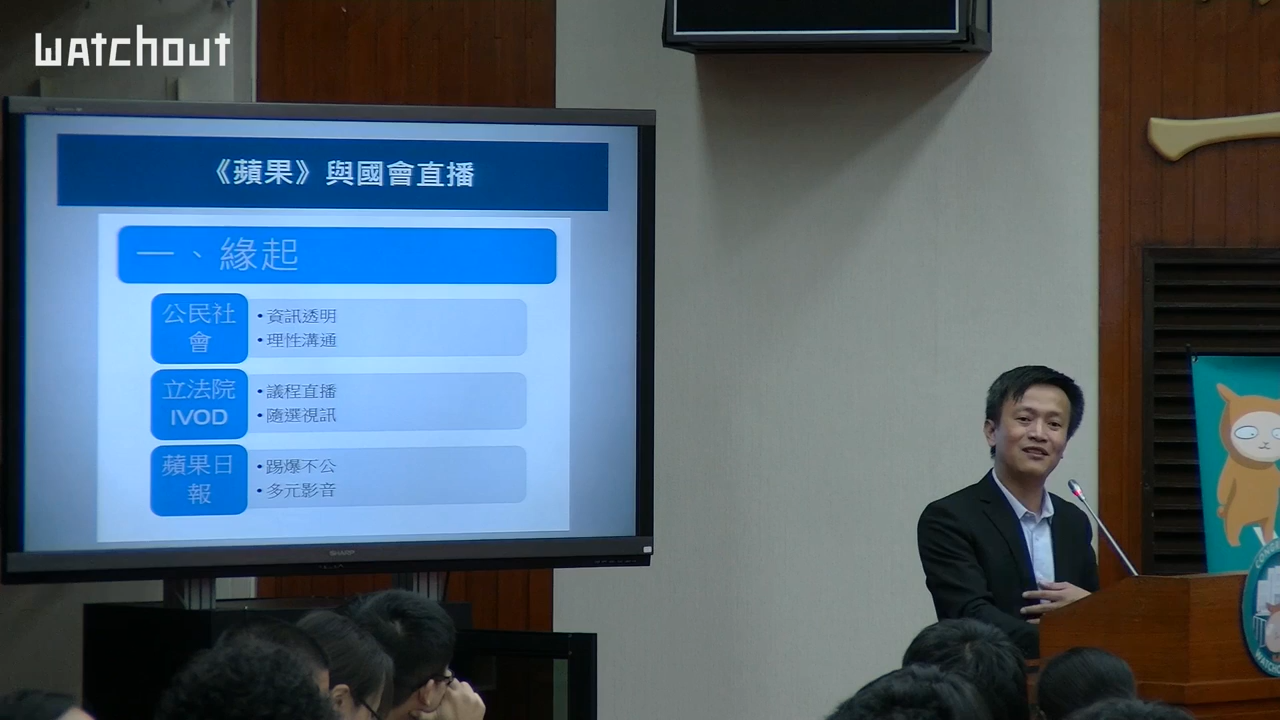 WATCHOUT
《蘋果》與國會直播
一、緣起
公民社
會
• 資訊透明
• 理性溝通
立法院
IVOD
• 議程直播
• 隨選視訊
蘋果日
報
• 踢爆不公
• 多元影音
SHARP